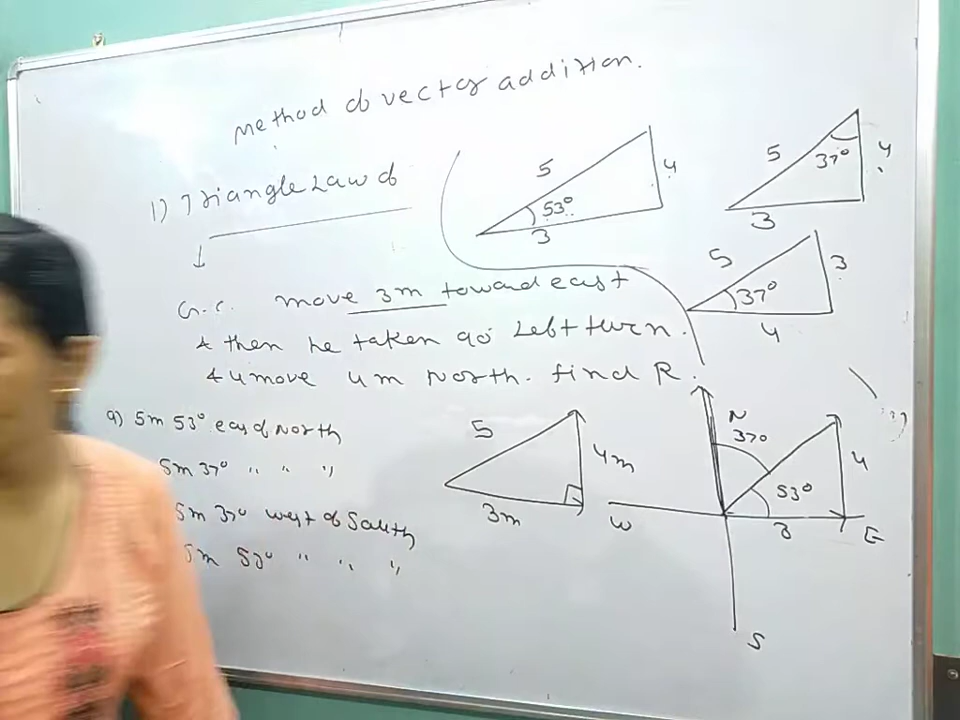 Method of vector addition.
1) Triangle Law of
5
53°
3
4
5
37°
4
3
5
37°
3
4
move 3m toward east
& then he taken 90° Left turn.
& move 4m North. find R.
a) 5m 53° east of North
5m 37° " " "
5m 37° west of South
5m 53° " " "
5
4m
3m
N
37°
53°
4
3
W
E
S